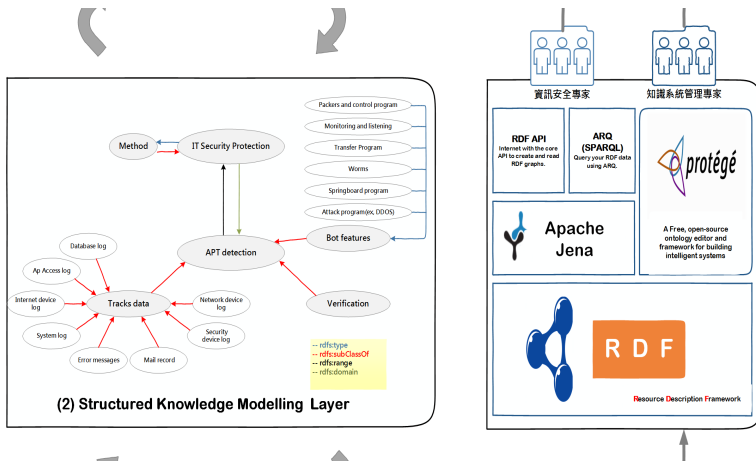 Packers and control program
Monitoring and listening
Transfer Program
Worms
Springboard program
Attack program(ex, DDOS)
Method
IT Security Protection
Bot features
APT detection
Database log
Ap Access log
Internet device
log
System log
Error messages
Mail record
Security
device log
Network device
log
Tracks data
Verification
-- rdfs:type
-- rdfs:subClassOf
-- rdfs:range
-- rdfs:domain
(2) Structured Knowledge Modelling Layer
資訊安全專家
知識系統管理專家
RDF API
Internet with the core
API to create and read
RDF graphs.
ARQ
(SPARQL)
Query your RDF data
using ARQ.
protégé
A Free, open-source
ontology editor and
framework for building
intelligent systems
Apache
Jena
R D F
Resource Description Framework